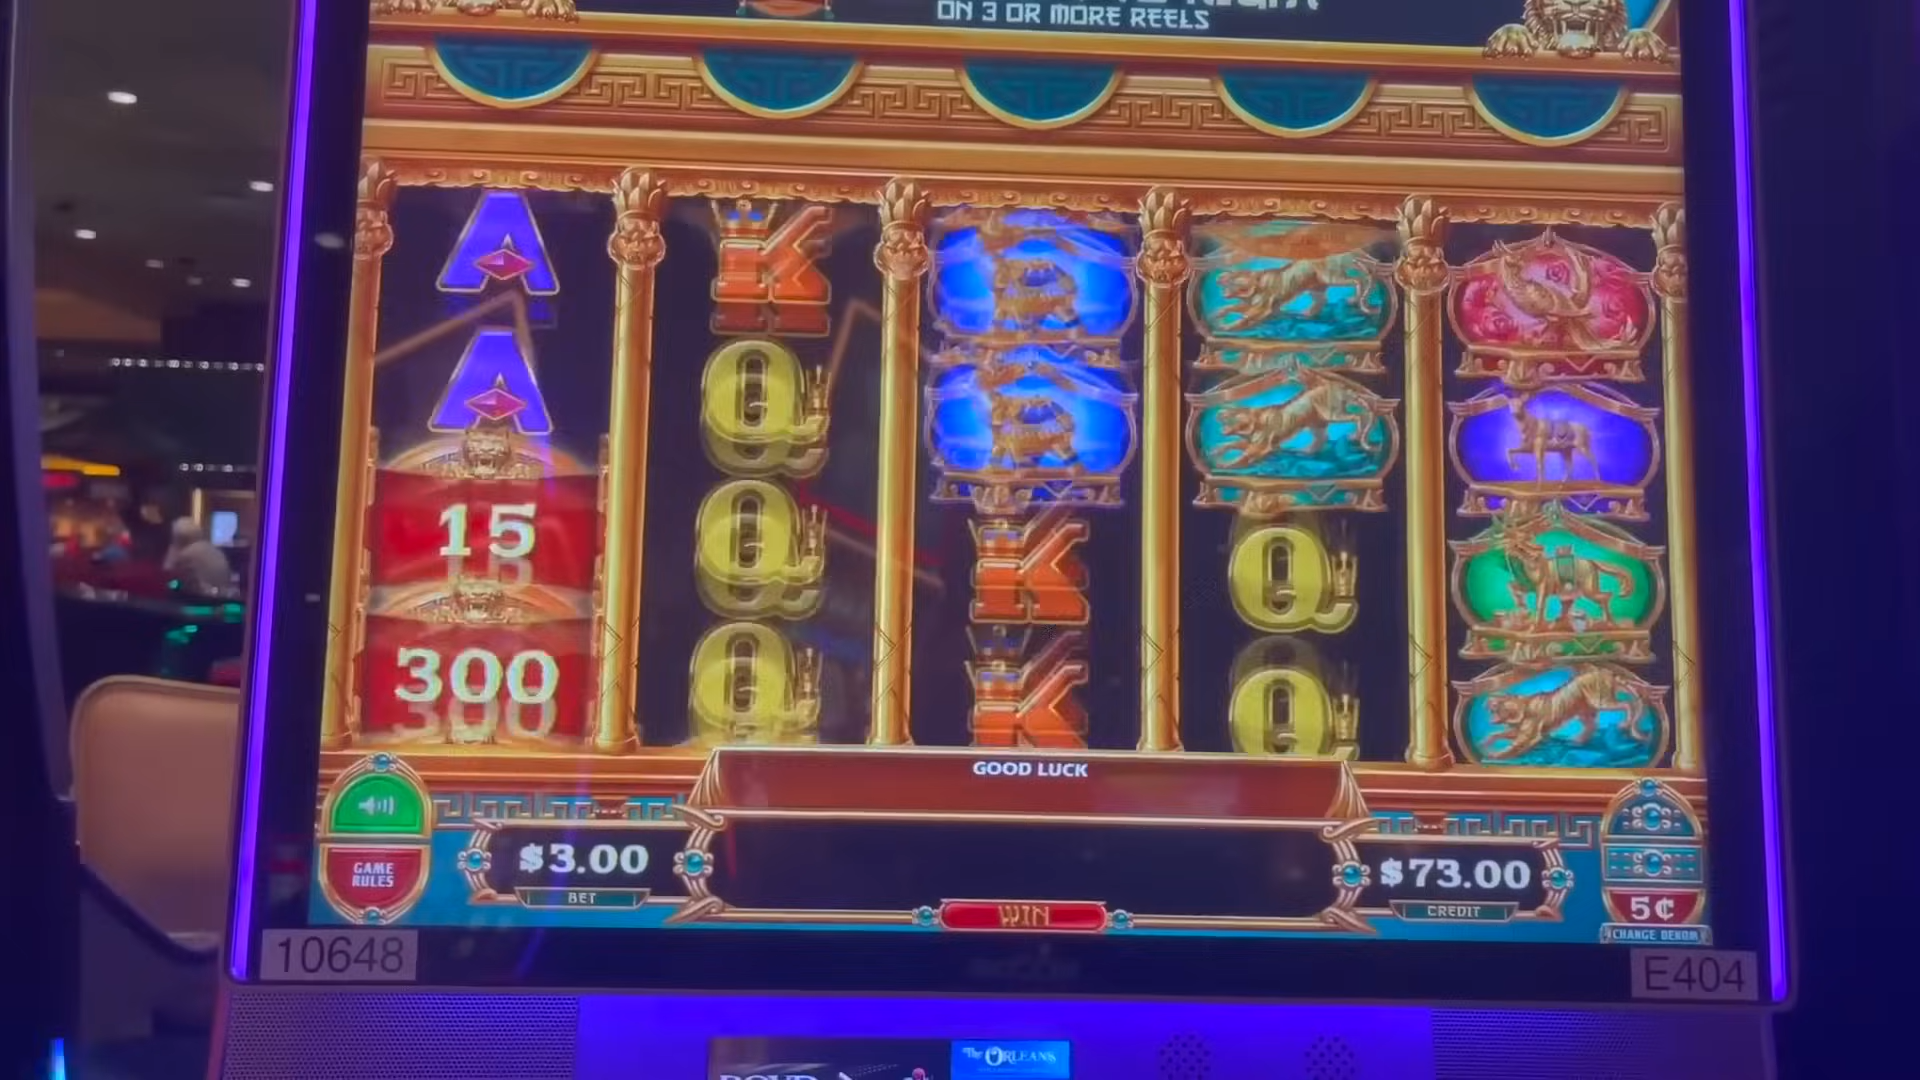 ON 3 OR MORE REELS
A
K
A
Q
15
Q
K
Q
300
Q
K
Q
GOOD LUCK
GAME
RULES
$3.00
BET
WIN
$73.00
CREDIT
5¢
CHANGE DENOM
10648
E404
The ORLEANS